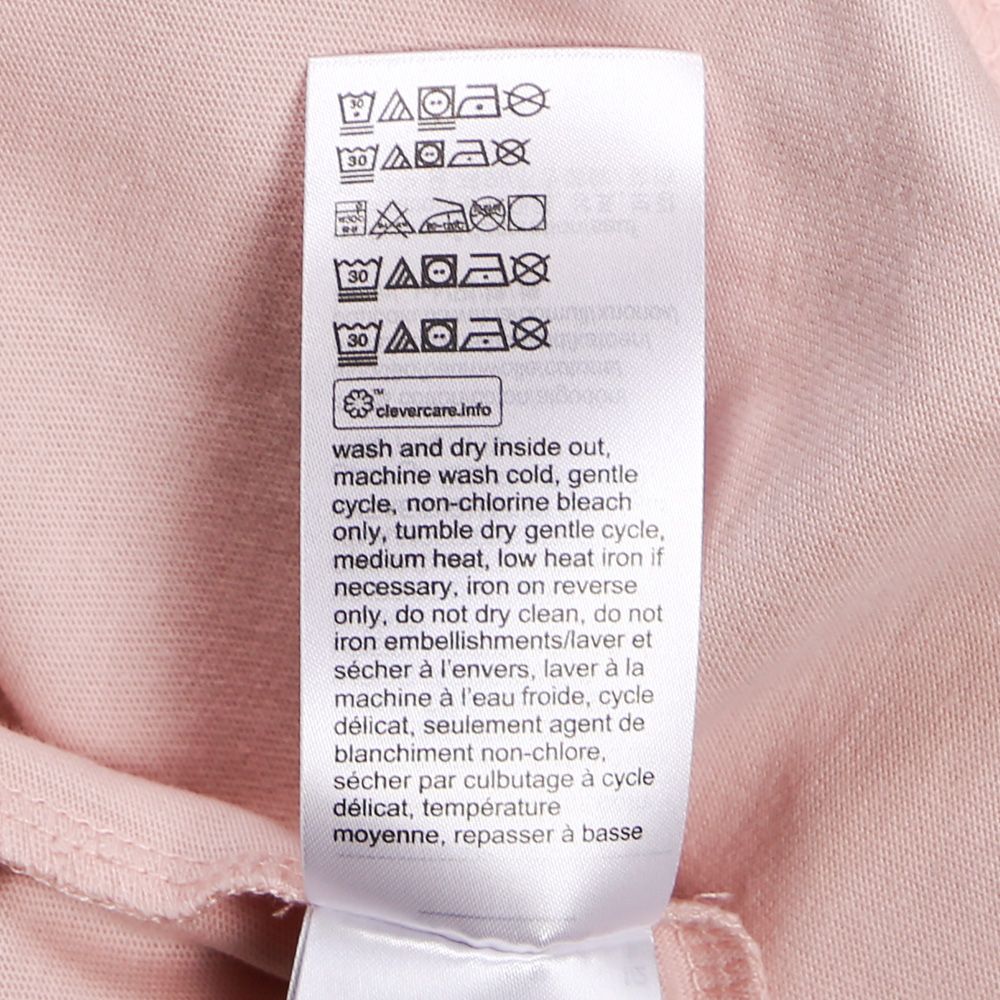 30
30
30
30
™
clevercare.info
wash and dry inside out,
machine wash cold, gentle
cycle, non-chlorine bleach
only, tumble dry gentle cycle,
medium heat, low heat iron if
necessary, iron on reverse
only, do not dry clean, do not
iron embellishments/laver et
sécher à l'envers, laver à la
machine à l'eau froide, cycle
délicat, seulement agent de
blanchiment non-chlore,
sécher par culbutage à cycle
délicat, température
moyenne, repasser à basse